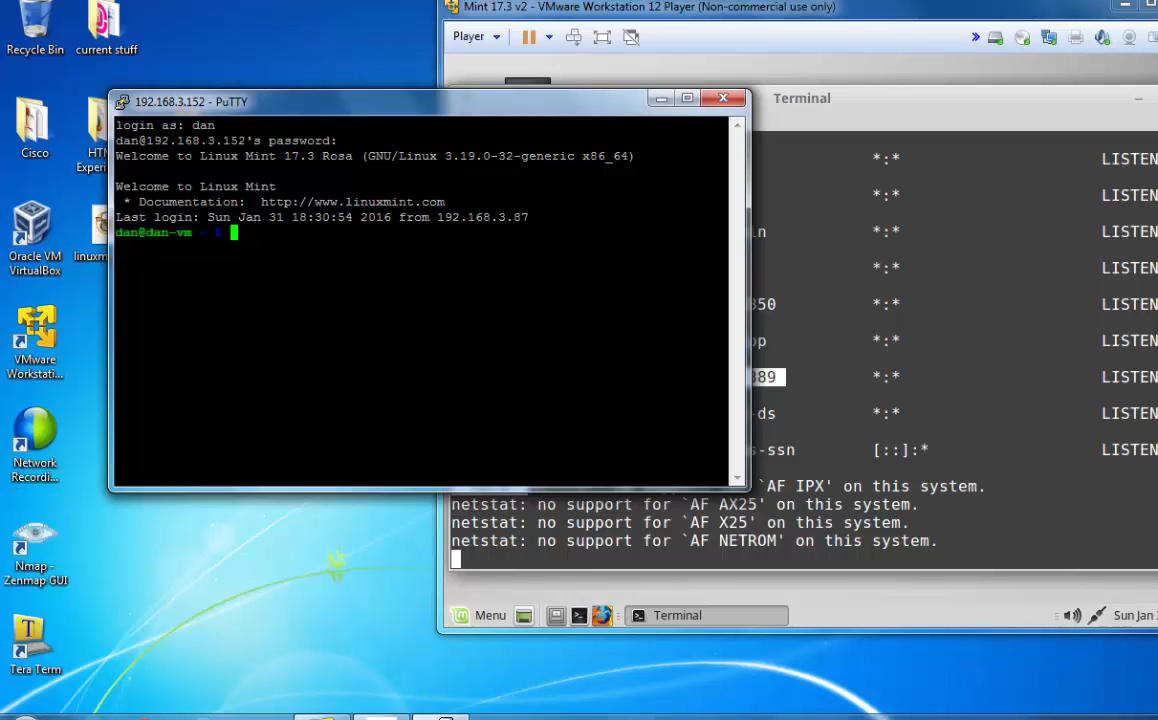 Recycle Bin
current stuff
Cisco
HTM
Experi...
Oracle VM
VirtualBox
linuxm
VMware
Workstati...
Network
Recordi...
Nmap -
Zenmap GUI
Tera Term
192.168.3.152 - PuTTY
login as: dan
dan@192.168.3.152's password:
Welcome to Linux Mint 17.3 Rosa (GNU/Linux 3.19.0-32-generic x86_64)
Welcome to Linux Mint
* Documentation: http://www.linuxmint.com
Last login: Sun Jan 31 18:30:54 2016 from 192.168.3.87
dan@dan-vm ~ $
Mint 17.3 v2 - VMware Workstation 12 Player (Non-commercial use only)
Player
Terminal
*:* LISTEN
*:* LISTEN
in *:* LISTEN
*:* LISTEN
350 *:* LISTEN
op *:* LISTEN
389 *:* LISTEN
-ds *:* LISTEN
s-ssn [::]:* LISTEN
`AF IPX' on this system.
netstat: no support for `AF AX25' on this system.
netstat: no support for `AF X25' on this system.
netstat: no support for `AF NETROM' on this system.
Menu
Terminal
Sun Jan